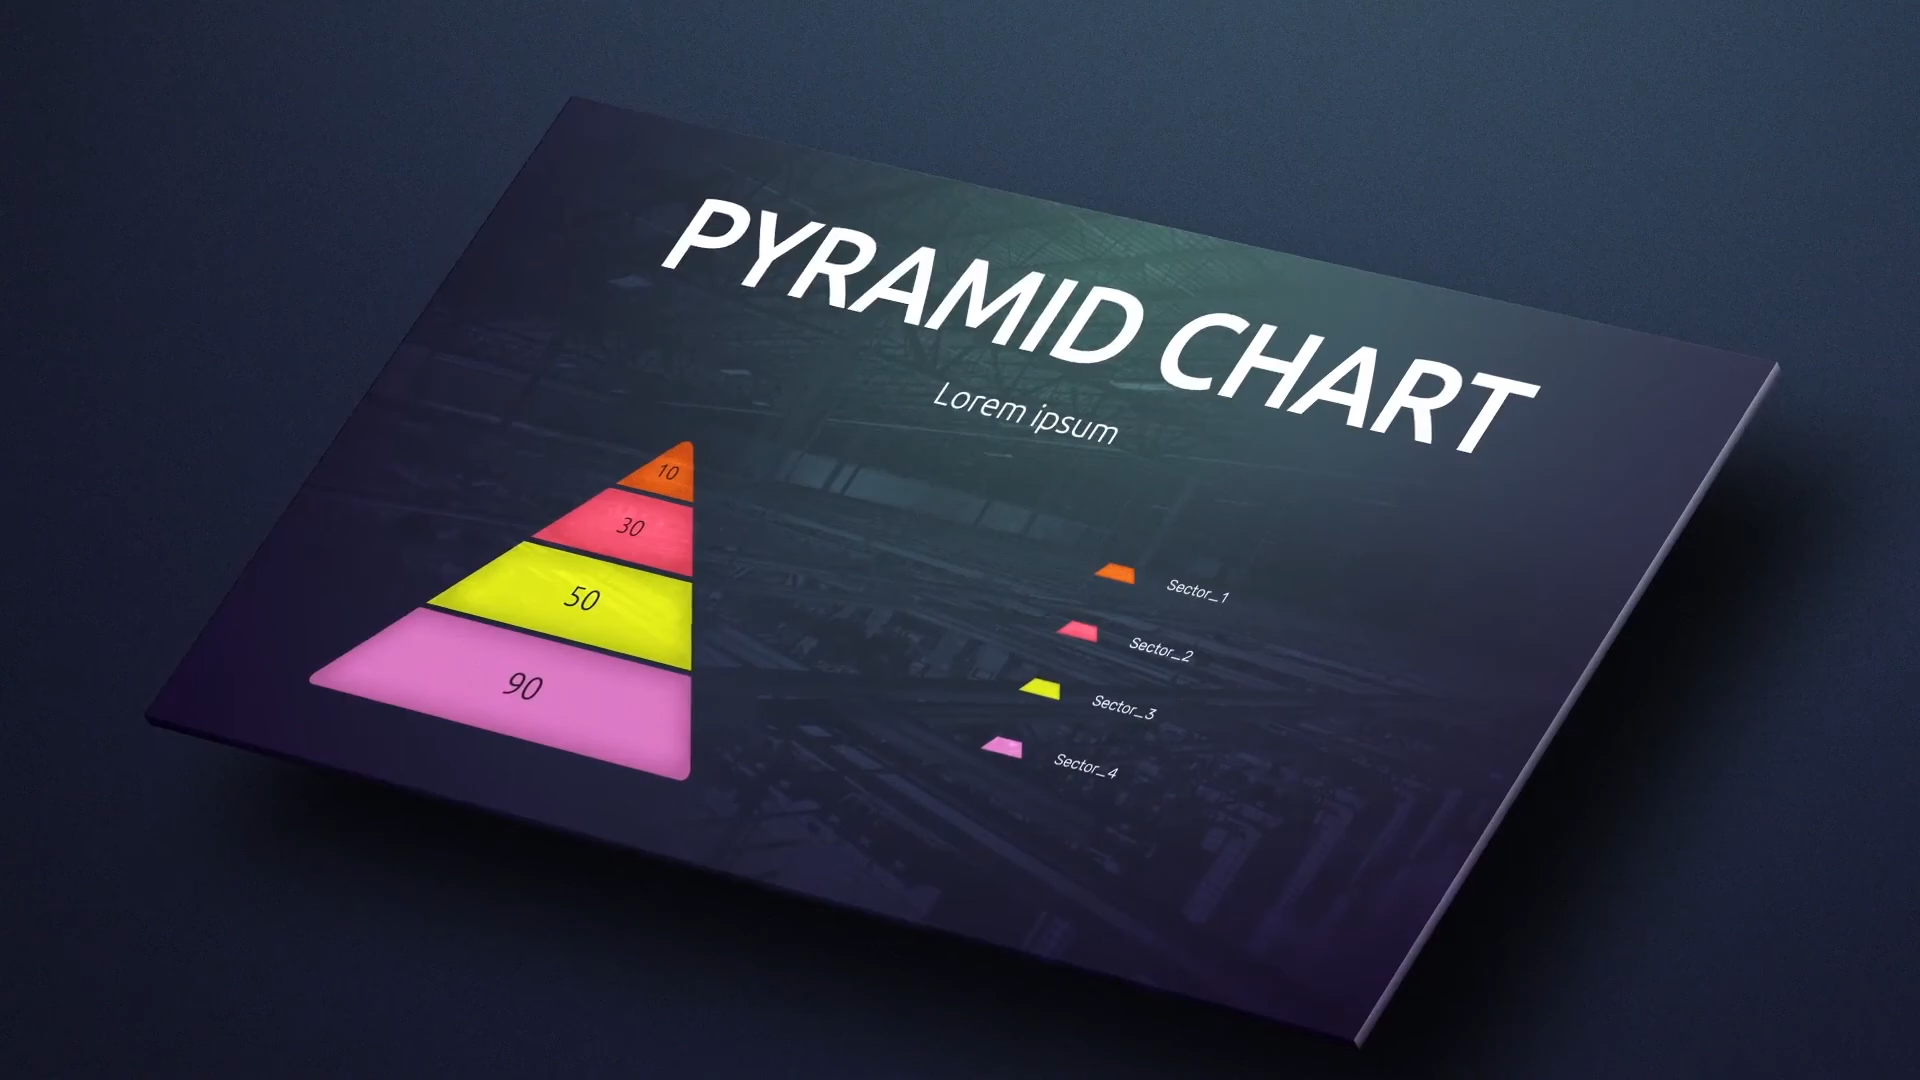 PYRAMID CHART
Lorem ipsum
10
30
50
90
Sector_1
Sector_2
Sector_3
Sector_4